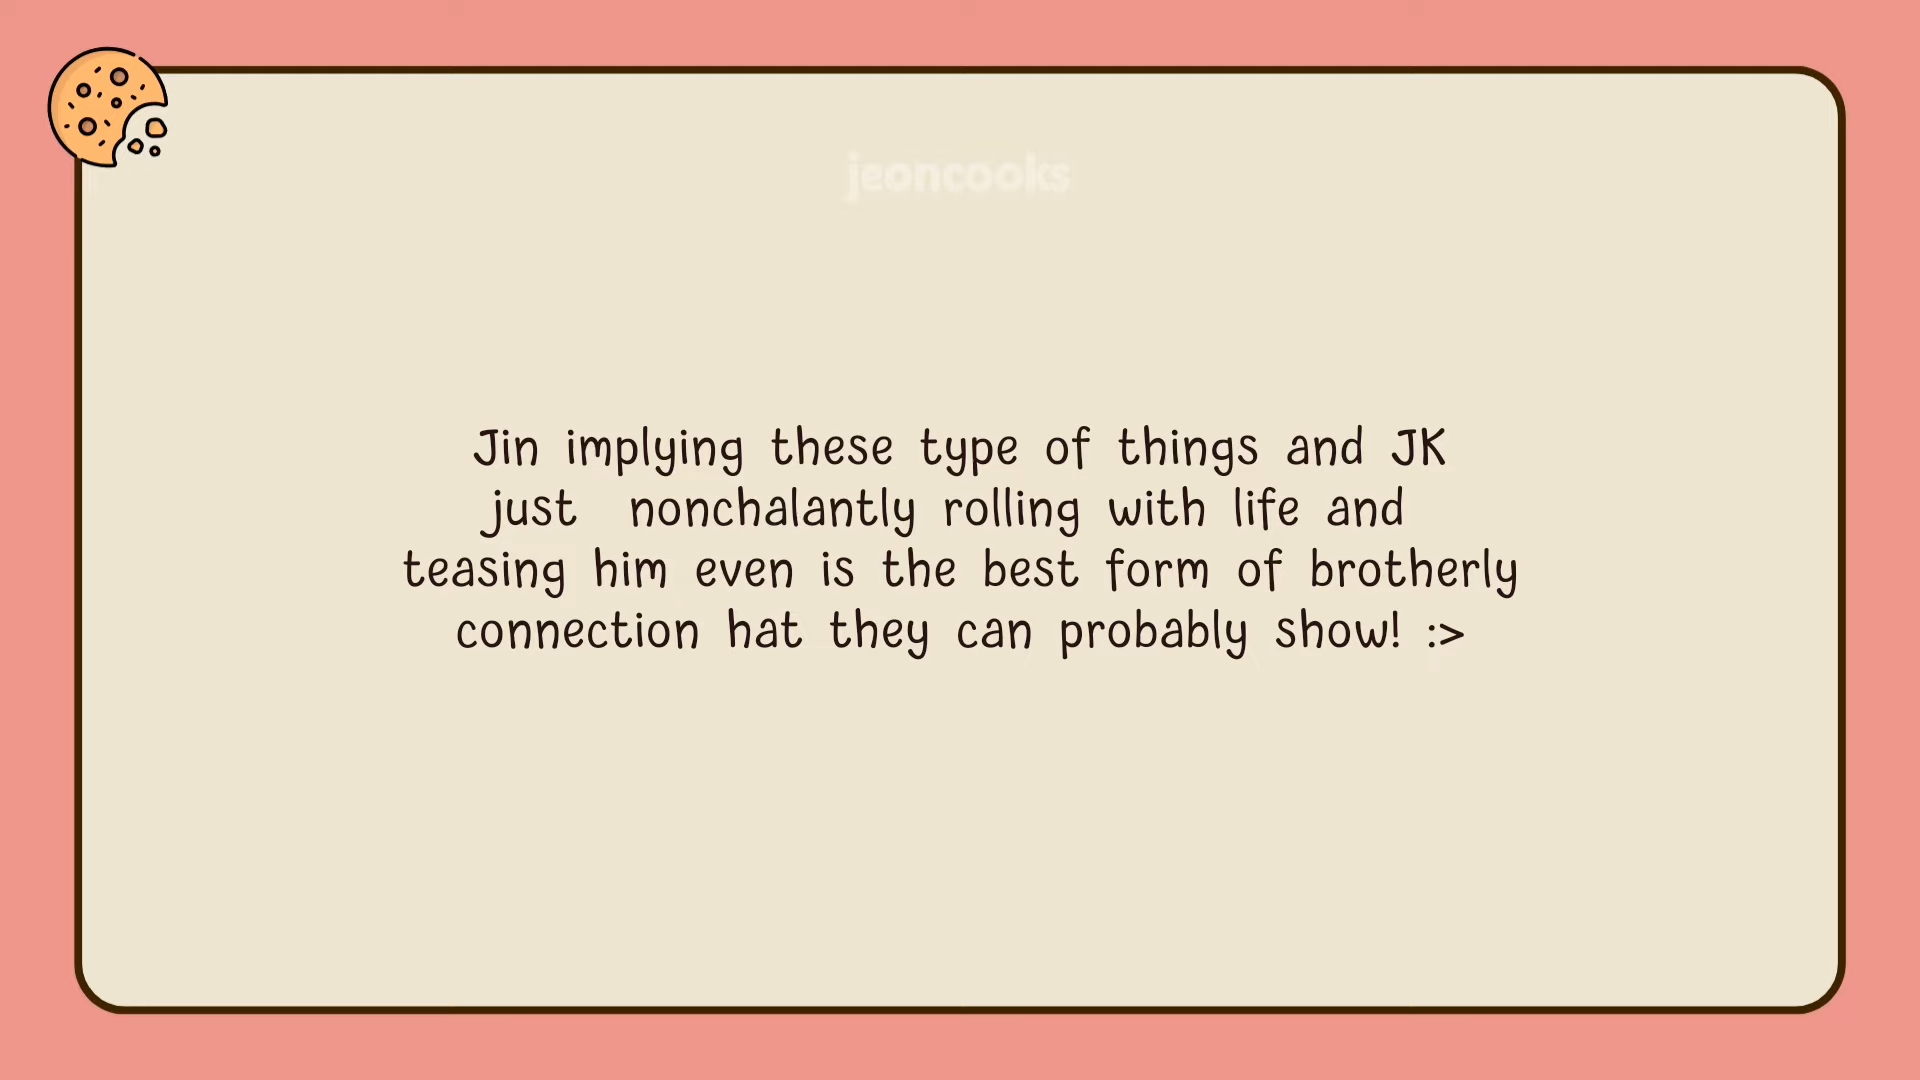 jeoncooks
Jin implying these type of things and JK
just nonchalantly rolling with life and
teasing him even is the best form of brotherly
connection hat they can probably show! :>